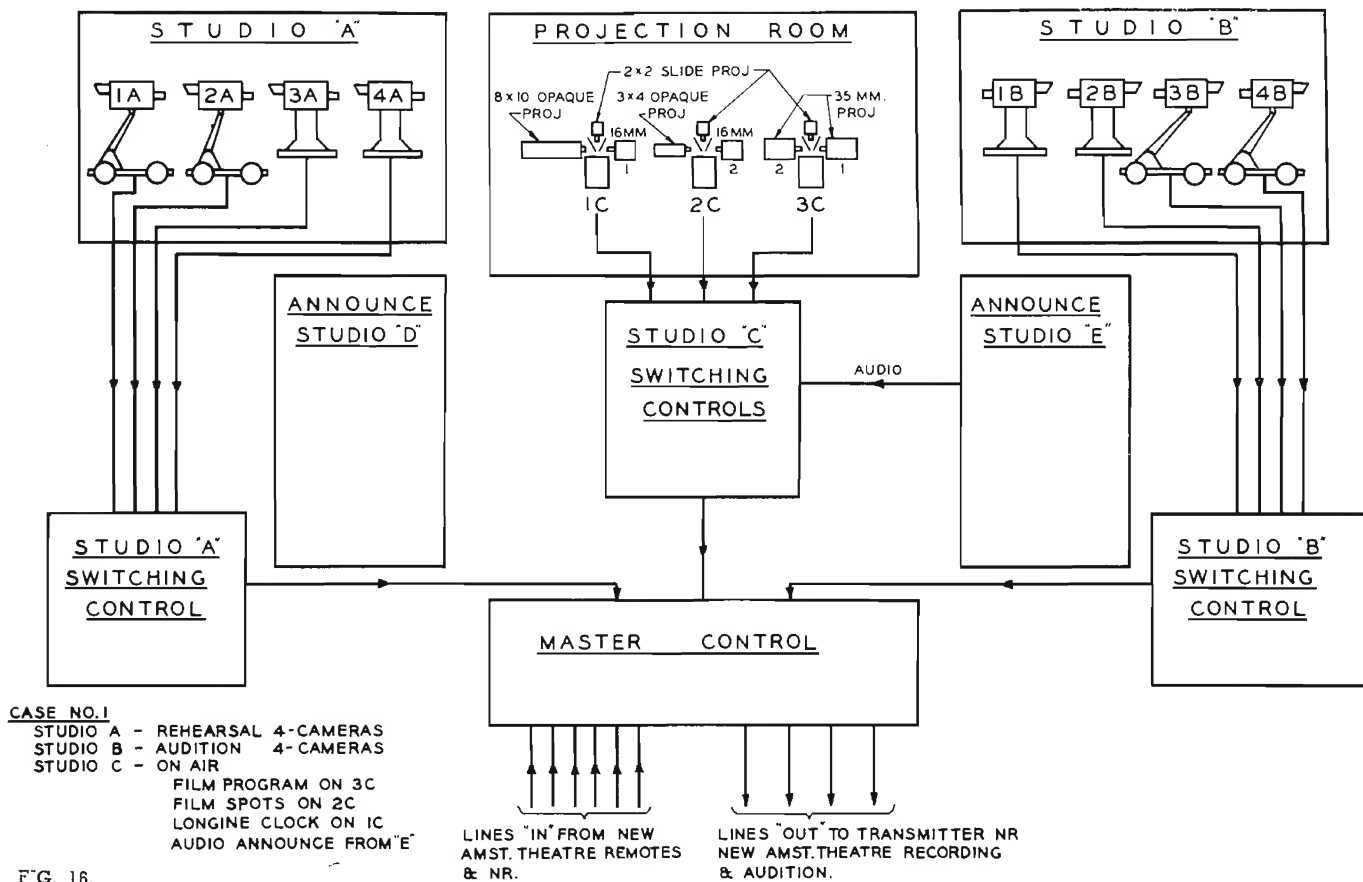 STUDIO "A"
1A 2A 3A 4A
PROJECTION ROOM
2×2 SLIDE PROJ
8×10 OPAQUE
PROJ
3×4 OPAQUE
PROJ
35 MM.
PROJ
16MM
16MM
1
2
2
1
1C 2C 3C
STUDIO "B"
1B 2B 3B 4B
ANNOUNCE
STUDIO "D"
STUDIO "C"
SWITCHING
CONTROLS
AUDIO
ANNOUNCE
STUDIO "E"
STUDIO "A"
SWITCHING
CONTROL
STUDIO "B"
SWITCHING
CONTROL
MASTER CONTROL
CASE NO.1
STUDIO A - REHEARSAL 4-CAMERAS
STUDIO B - AUDITION 4-CAMERAS
STUDIO C - ON AIR
FILM PROGRAM ON 3C
FILM SPOTS ON 2C
LONGINE CLOCK ON 1C
AUDIO ANNOUNCE FROM "E"
LINES "IN" FROM NEW
AMST. THEATRE REMOTES
& NR.
LINES "OUT" TO TRANSMITTER NR
NEW AMST. THEATRE RECORDING
& AUDITION.
FIG. 16.